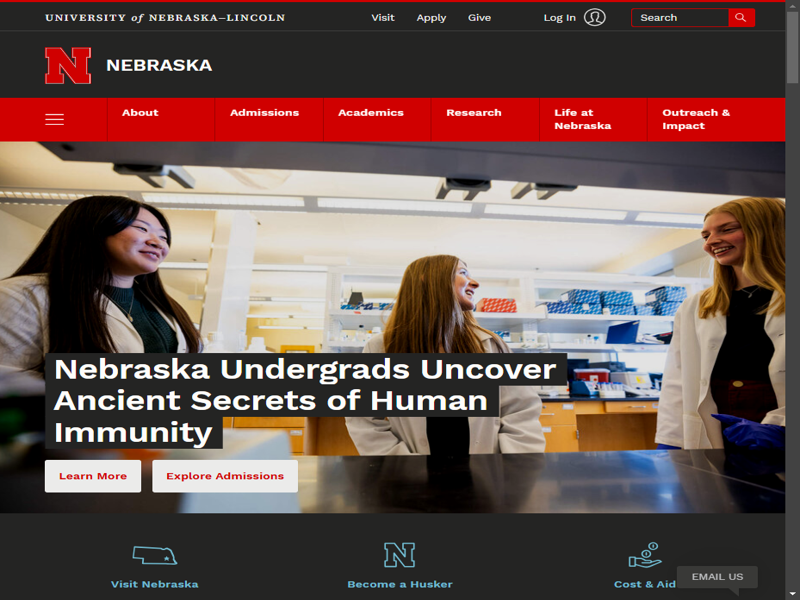 UNIVERSITY of NEBRASKA–LINCOLN
Visit
Apply
Give
Log In
Search
N
NEBRASKA
About
Admissions
Academics
Research
Life at
Nebraska
Outreach &
Impact
Nebraska Undergrads Uncover
Ancient Secrets of Human
Immunity
Learn More
Explore Admissions
N
Visit Nebraska
Become a Husker
Cost & Aid
EMAIL US